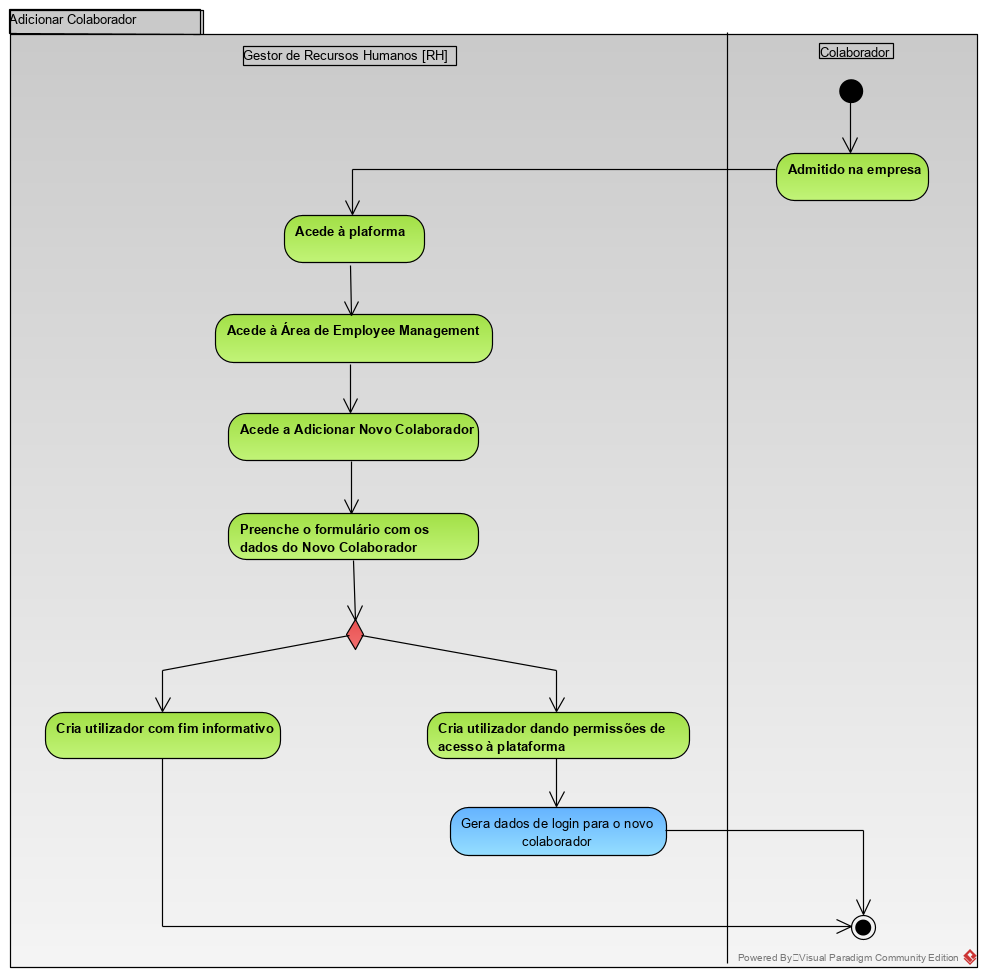 Adicionar Colaborador
Gestor de Recursos Humanos [RH]
Colaborador
Admitido na empresa
Acede à plaforma
Acede à Área de Employee Management
Acede a Adicionar Novo Colaborador
Preenche o formulário com os
dados do Novo Colaborador
Cria utilizador com fim informativo
Cria utilizador dando permissões de
acesso à plataforma
Gera dados de login para o novo
colaborador
Powered By Visual Paradigm Community Edition